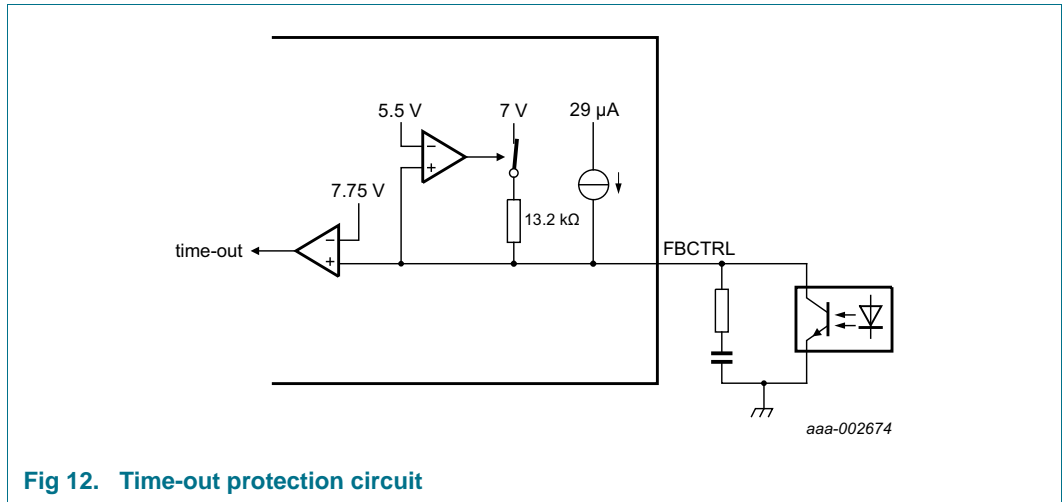 5.5 V
7 V
29 μA
7.75 V
−
+
13.2 kΩ
time-out
−
+
FBCTRL
aaa-002674
Fig 12. Time-out protection circuit